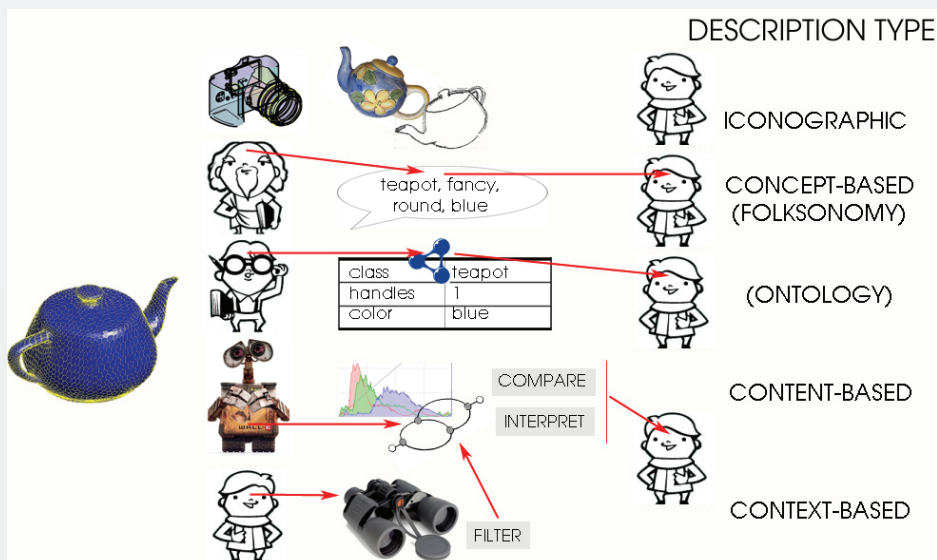 DESCRIPTION TYPE
ICONOGRAPHIC
teapot, fancy,
round, blue
CONCEPT-BASED
(FOLKSONOMY)
class teapot
handles 1
color blue
(ONTOLOGY)
WALL
COMPARE
INTERPRET
CONTENT-BASED
FILTER
CONTEXT-BASED